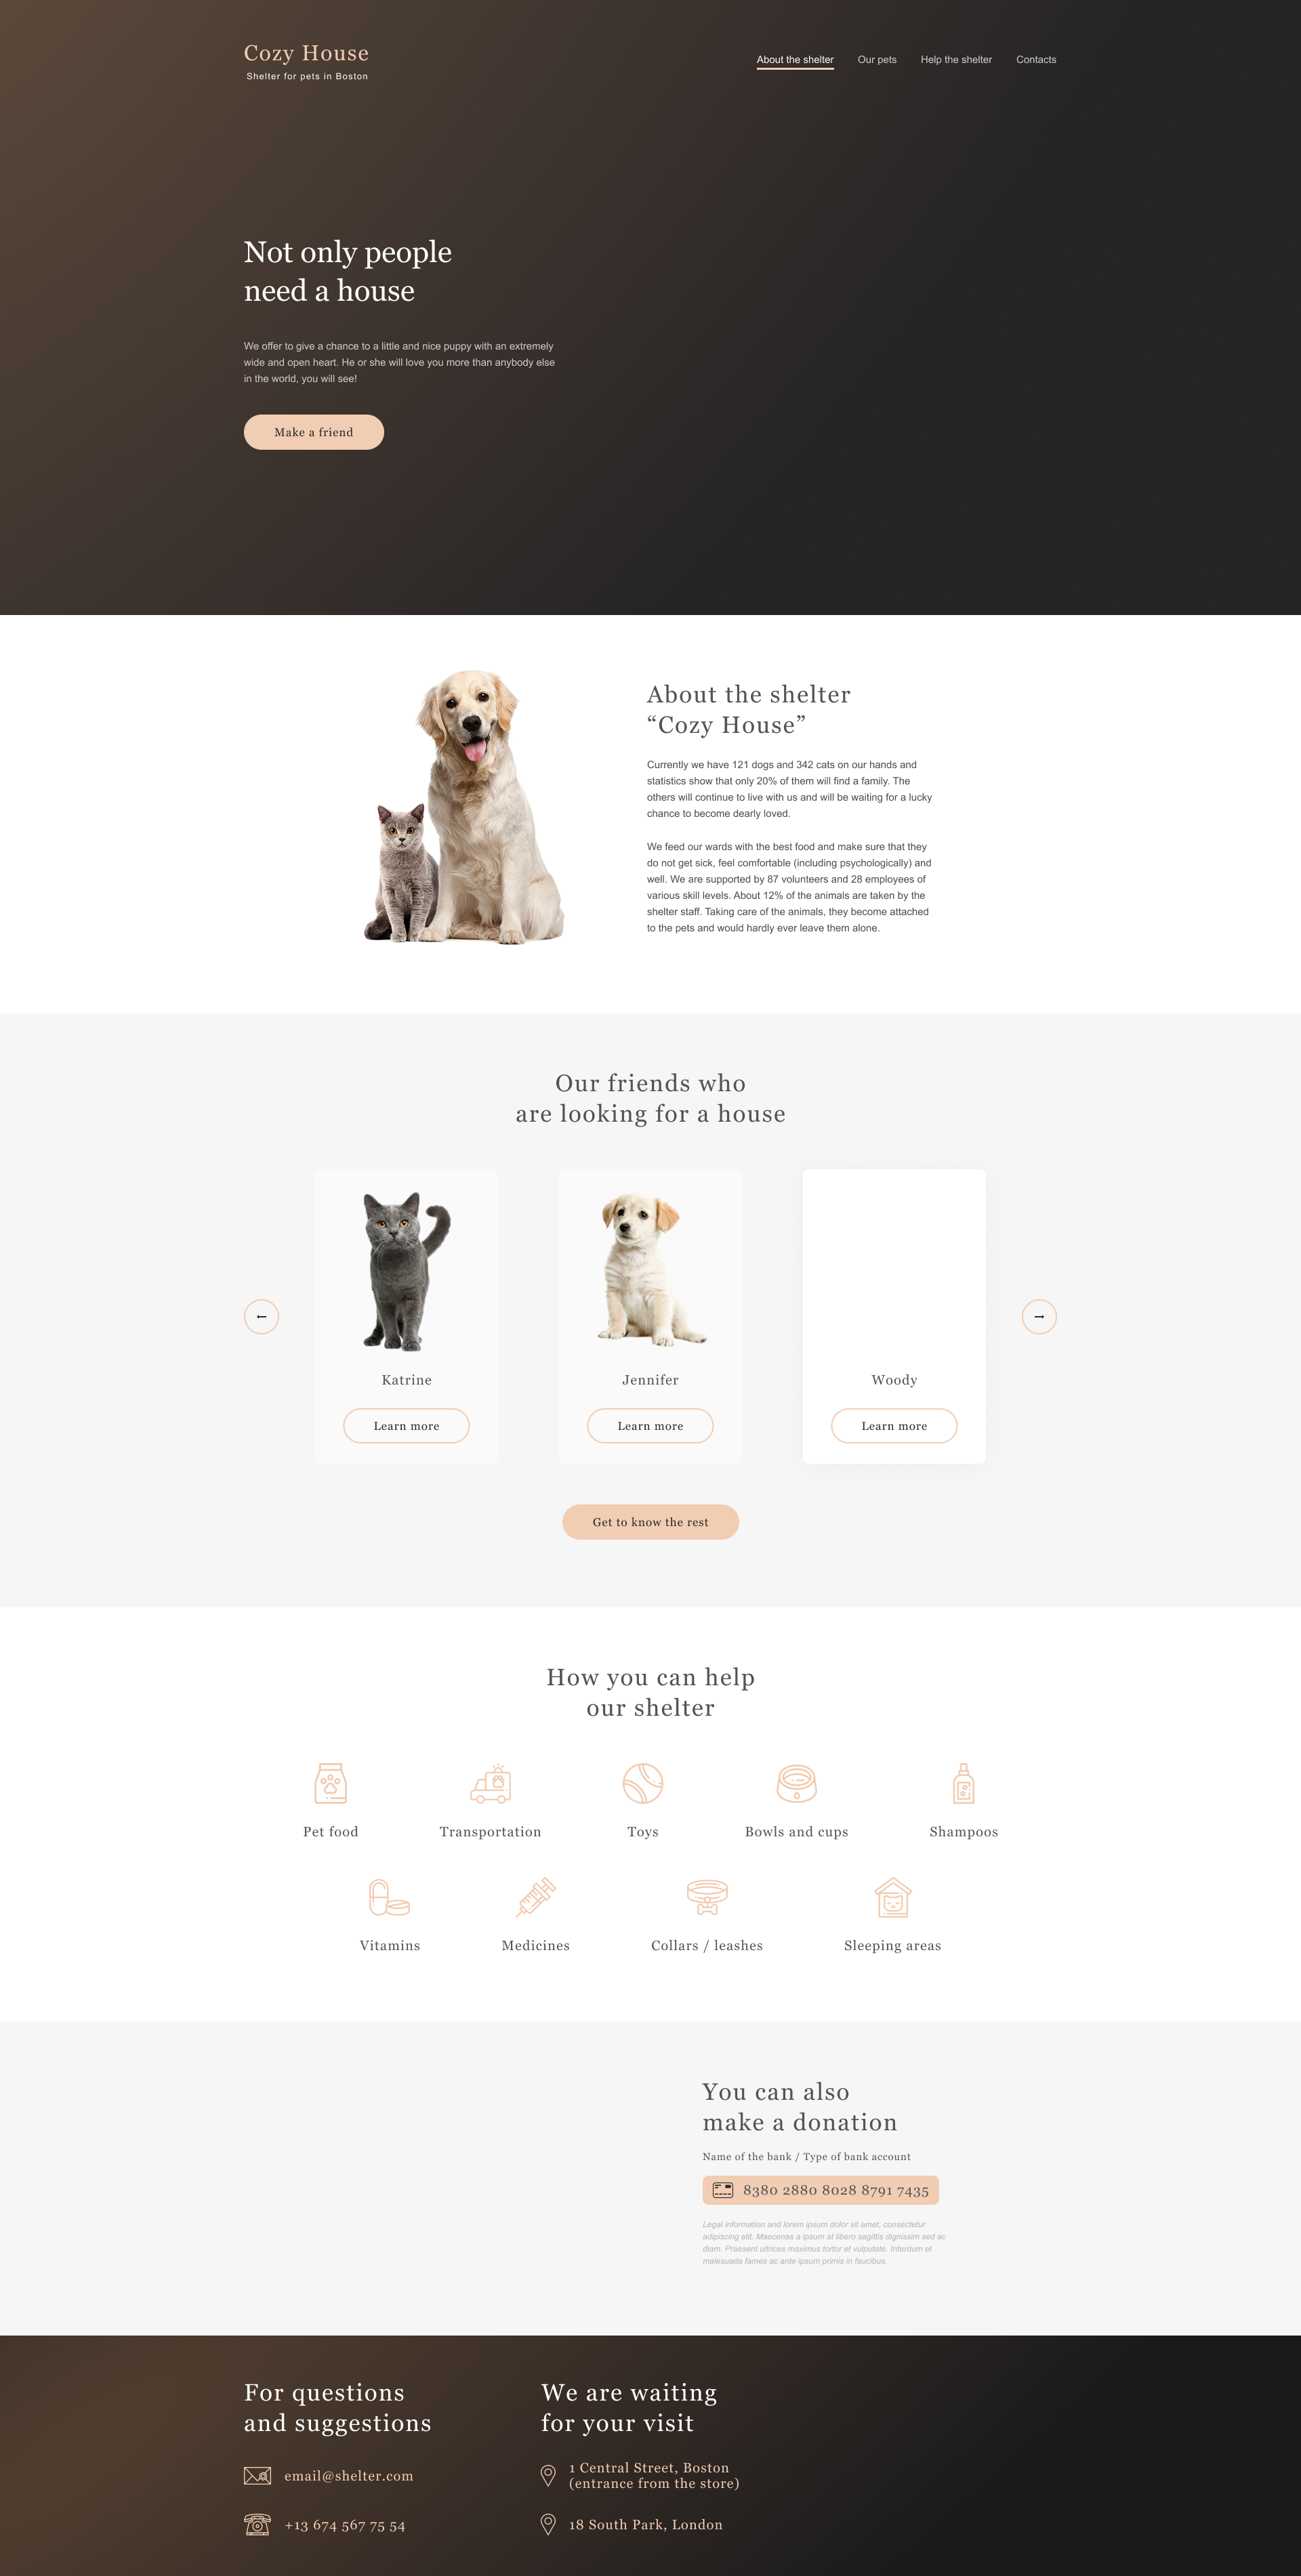 Cozy House
Shelter for pets in Boston
About the shelter
Our pets
Help the shelter
Contacts
Not only people
need a house
We offer to give a chance to a little and nice puppy with an extremely
wide and open heart. He or she will love you more than anybody else
in the world, you will see!
Make a friend
About the shelter
“Cozy House”
Currently we have 121 dogs and 342 cats on our hands and
statistics show that only 20% of them will find a family. The
others will continue to live with us and will be waiting for a lucky
chance to become dearly loved.
We feed our wards with the best food and make sure that they
do not get sick, feel comfortable (including psychologically) and
well. We are supported by 87 volunteers and 28 employees of
various skill levels. About 12% of the animals are taken by the
shelter staff. Taking care of the animals, they become attached
to the pets and would hardly ever leave them alone.
Our friends who
are looking for a house
Katrine
Jennifer
Woody
Learn more
Learn more
Learn more
Get to know the rest
How you can help
our shelter
Pet food
Transportation
Toys
Bowls and cups
Shampoos
Vitamins
Medicines
Collars / leashes
Sleeping areas
You can also
make a donation
Name of the bank / Type of bank account
8380 2880 8028 8791 7435
Legal information and lorem ipsum dolor sit amet, consectetur
adipiscing elit. Maecenas a ipsum at libero sagittis dignissim sed ac
diam. Praesent ultrices maximus tortor et vulputate. Interdum et
malesuada fames ac ante ipsum primis in faucibus.
For questions
and suggestions
email@shelter.com
+13 674 567 75 54
We are waiting
for your visit
1 Central Street, Boston
(entrance from the store)
18 South Park, London